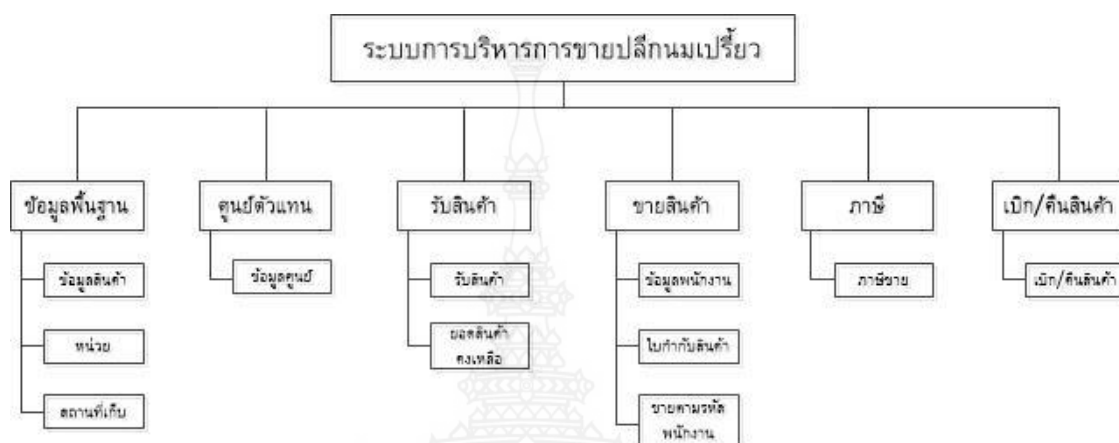 ระบบการบริหารการขายปลีกนมเปรี้ยว
ข้อมูลพื้นฐาน
ศูนย์ตัวแทน
รับสินค้า
ขายสินค้า
ภาษี
เบิก/คืนสินค้า
ข้อมูลสินค้า
ข้อมูลศูนย์
รับสินค้า
ข้อมูลพนักงาน
ภาษีขาย
เบิก/คืนสินค้า
หน่วย
ยอดสินค้า
คงเหลือ
ใบกำกับสินค้า
สถานที่เก็บ
ขายตามรหัส
พนักงาน